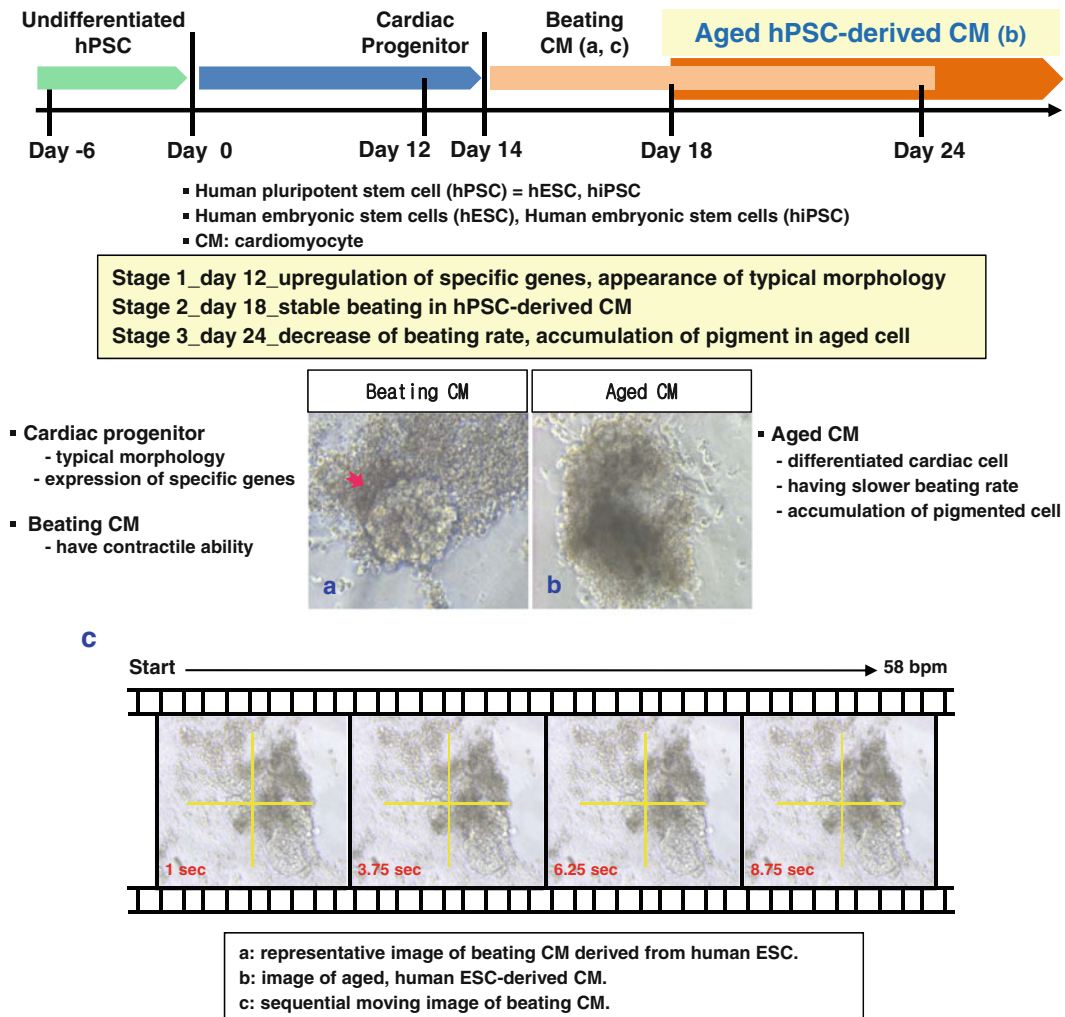 Undifferentiated
hPSC
Cardiac
Progenitor
Beating
CM (a, c)
Aged hPSC-derived CM (b)
Day -6
Day 0
Day 12
Day 14
Day 18
Day 24
▪ Human pluripotent stem cell (hPSC) = hESC, hiPSC
▪ Human embryonic stem cells (hESC), Human embryonic stem cells (hiPSC)
▪ CM: cardiomyocyte
Stage 1_day 12_upregulation of specific genes, appearance of typical morphology
Stage 2_day 18_stable beating in hPSC-derived CM
Stage 3_day 24_decrease of beating rate, accumulation of pigment in aged cell
▪ Cardiac progenitor
- typical morphology
- expression of specific genes
▪ Beating CM
- have contractile ability
Beating CM
a
Aged CM
b
▪ Aged CM
- differentiated cardiac cell
- having slower beating rate
- accumulation of pigmented cell
c
Start
58 bpm
1 sec
3.75 sec
6.25 sec
8.75 sec
a: representative image of beating CM derived from human ESC.
b: image of aged, human ESC-derived CM.
c: sequential moving image of beating CM.